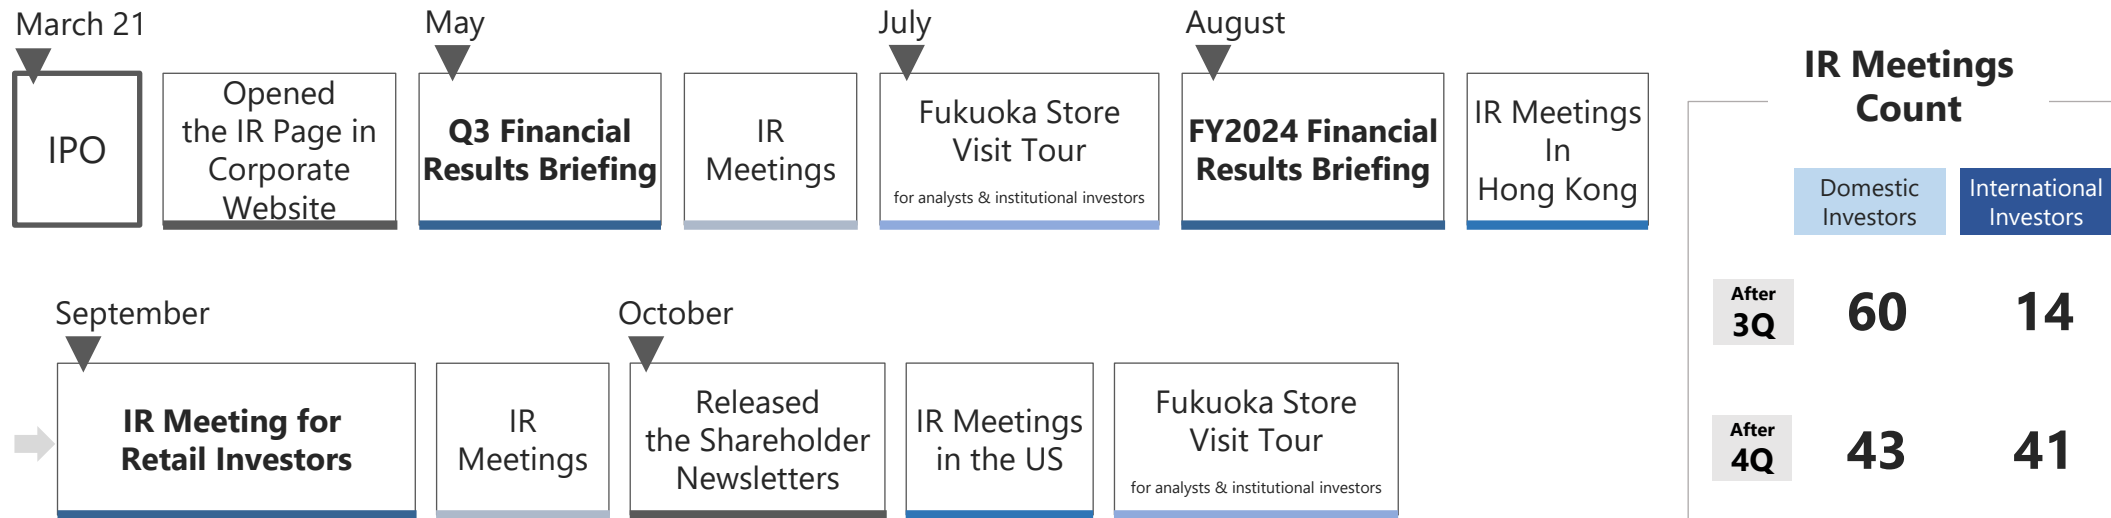 March 21
May
July
August
IPO
Opened
the IR Page in
Corporate
Website
Q3 Financial
Results Briefing
IR
Meetings
Fukuoka Store
Visit Tour
for analysts & institutional investors
FY2024 Financial
Results Briefing
IR Meetings
In
Hong Kong
September
October
IR Meeting for
Retail Investors
IR
Meetings
Released
the Shareholder
Newsletters
IR Meetings
in the US
Fukuoka Store
Visit Tour
for analysts & institutional investors
IR Meetings
Count
Domestic
Investors
International
Investors
After
3Q
60
14
After
4Q
43
41